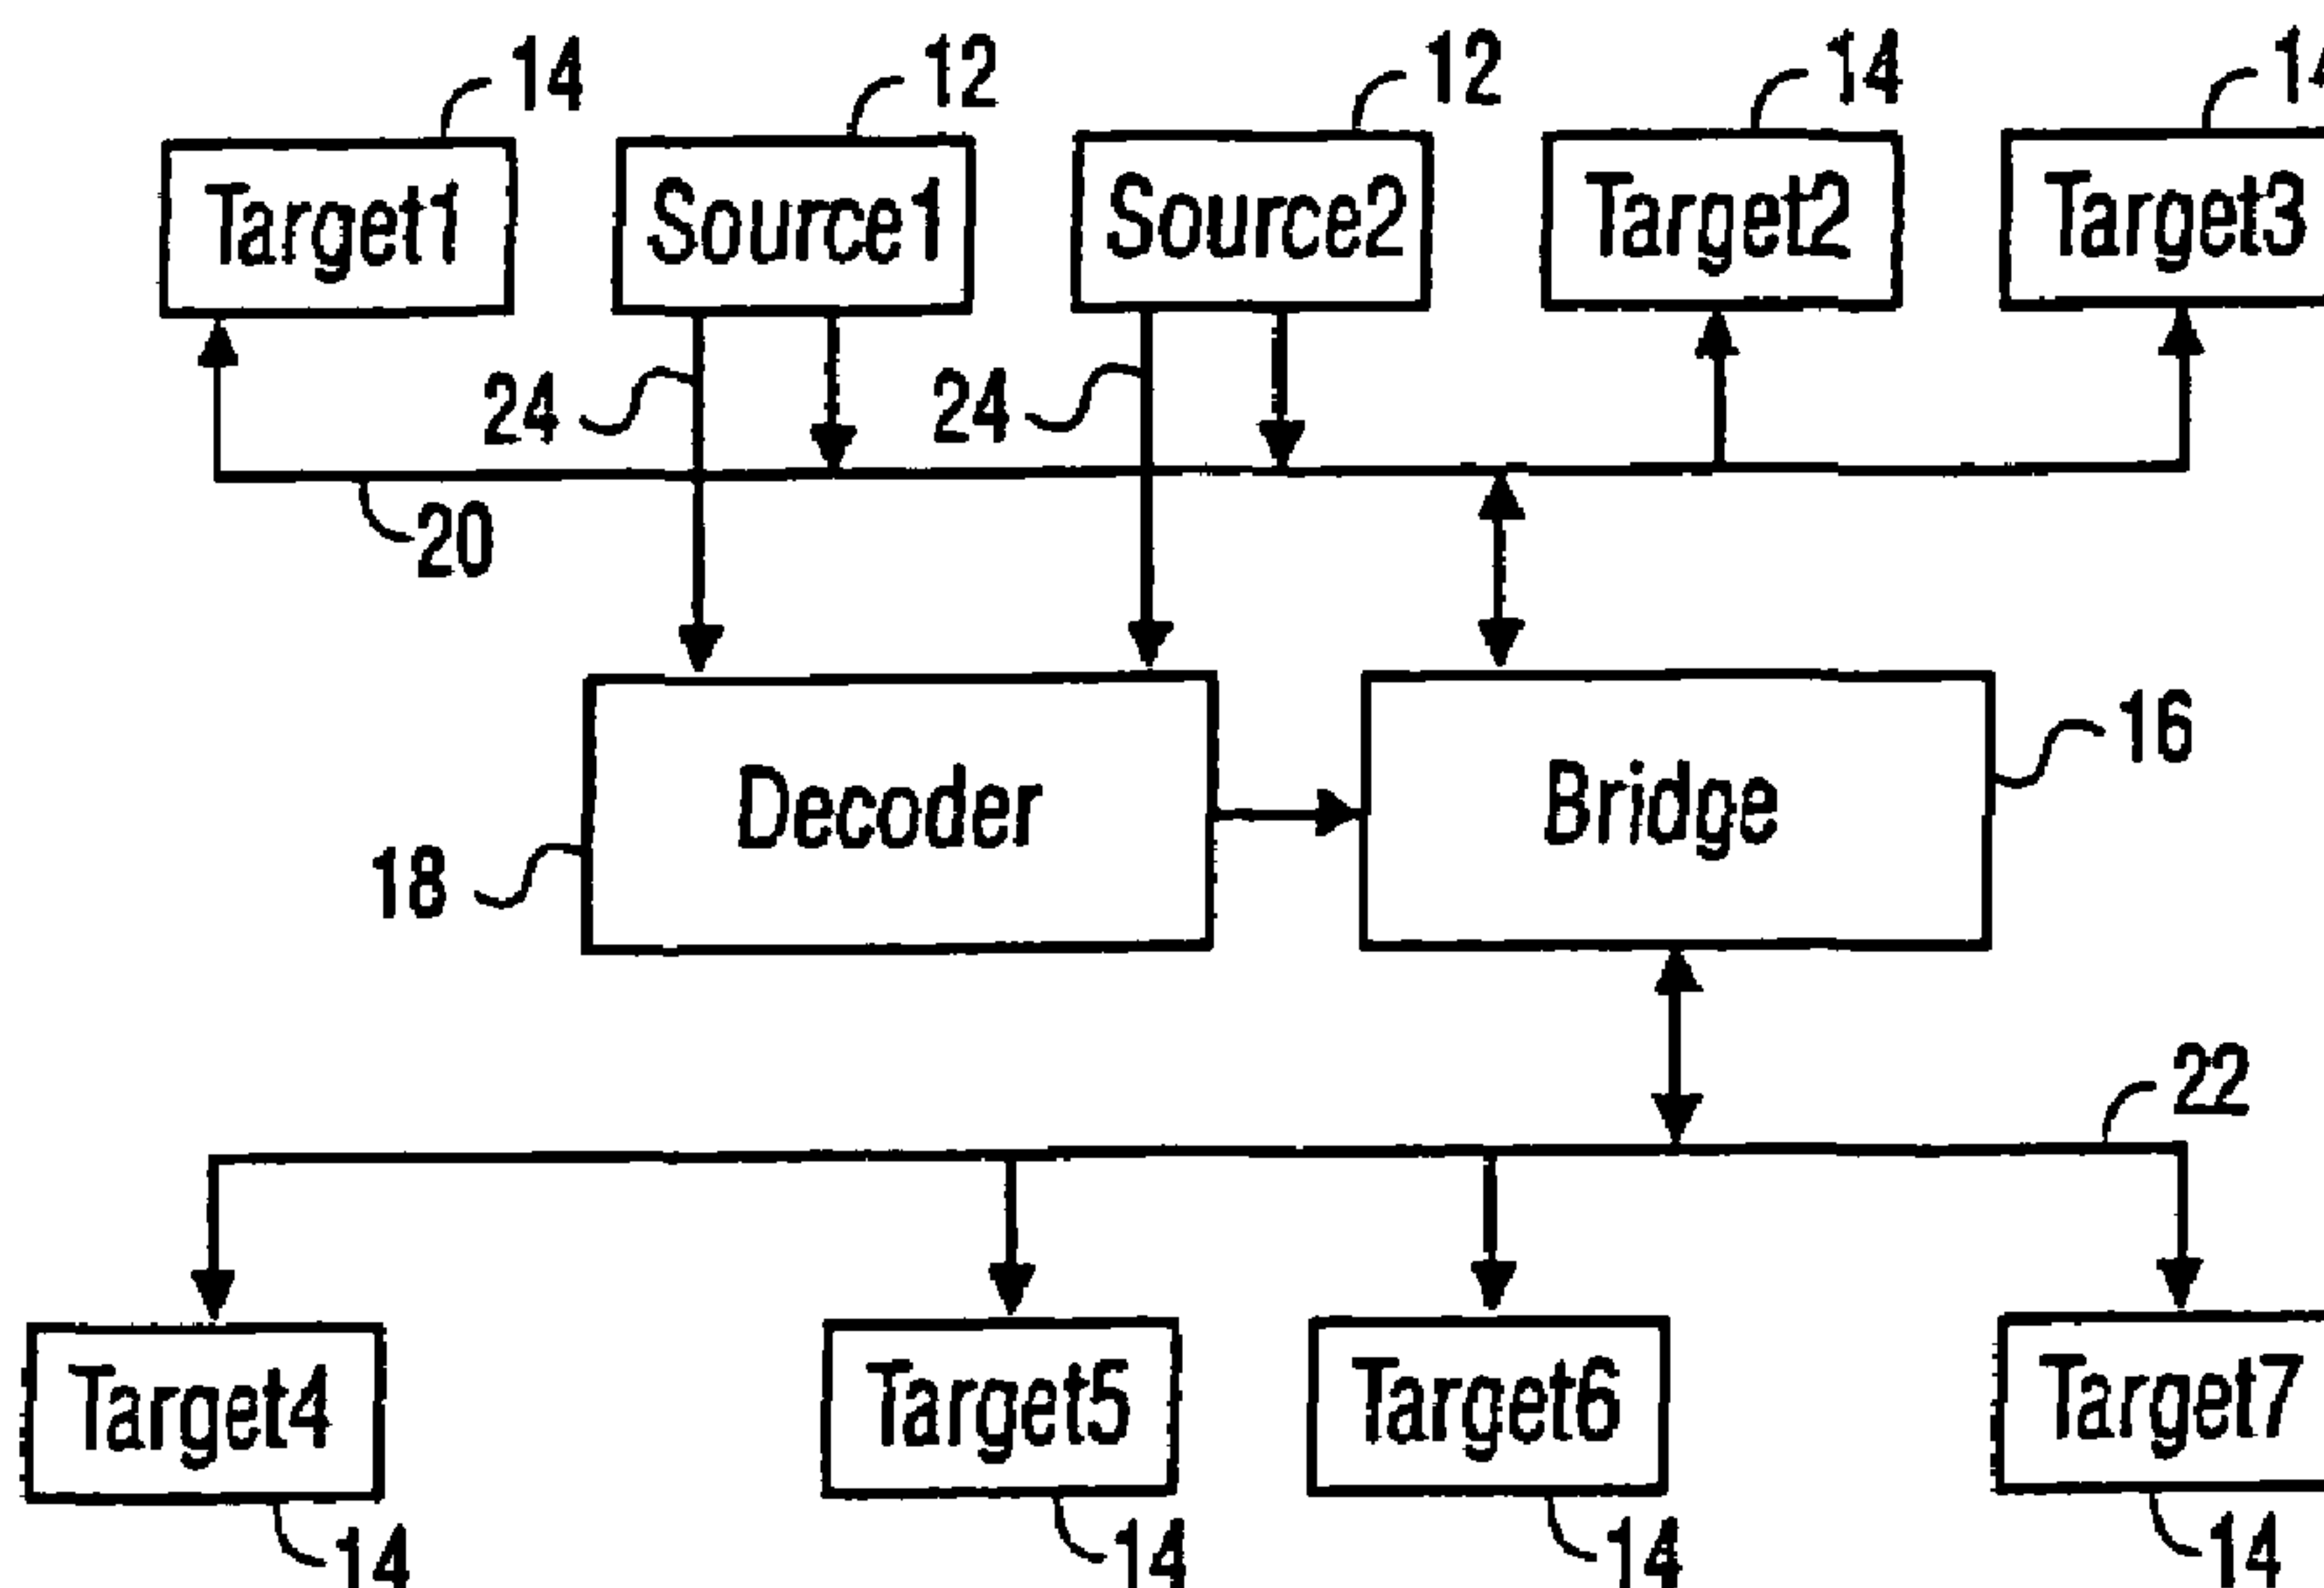 14 12 12 14 14
Target1 Source1 Source2 Target2 Target3
24 24
20
16
Decoder Bridge
18
22
Target4 Target5 Target6 Target7
14 14 14 14